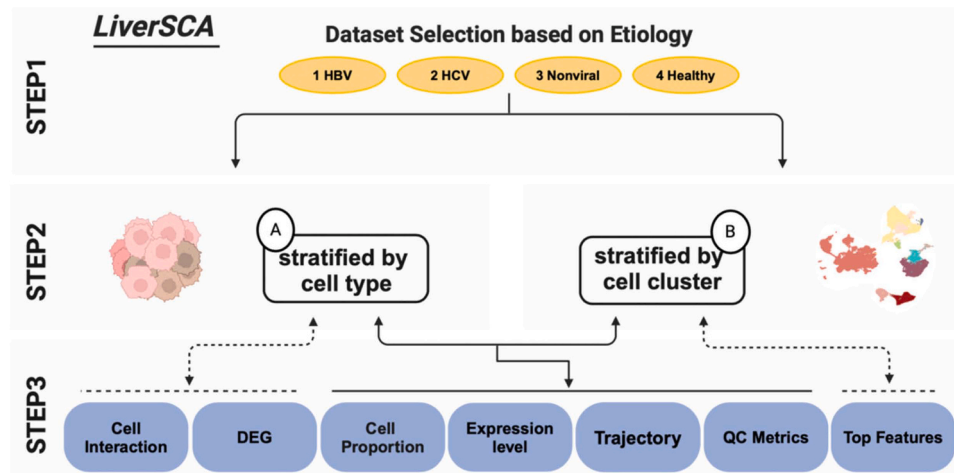 LiverSCA
Dataset Selection based on Etiology
STEP1
1 HBV
2 HCV
3 Nonviral
4 Healthy
STEP2
A
stratified by
cell type
B
stratified by
cell cluster
STEP3
Cell
Interaction
DEG
Cell
Proportion
Expression
level
Trajectory
QC Metrics
Top Features